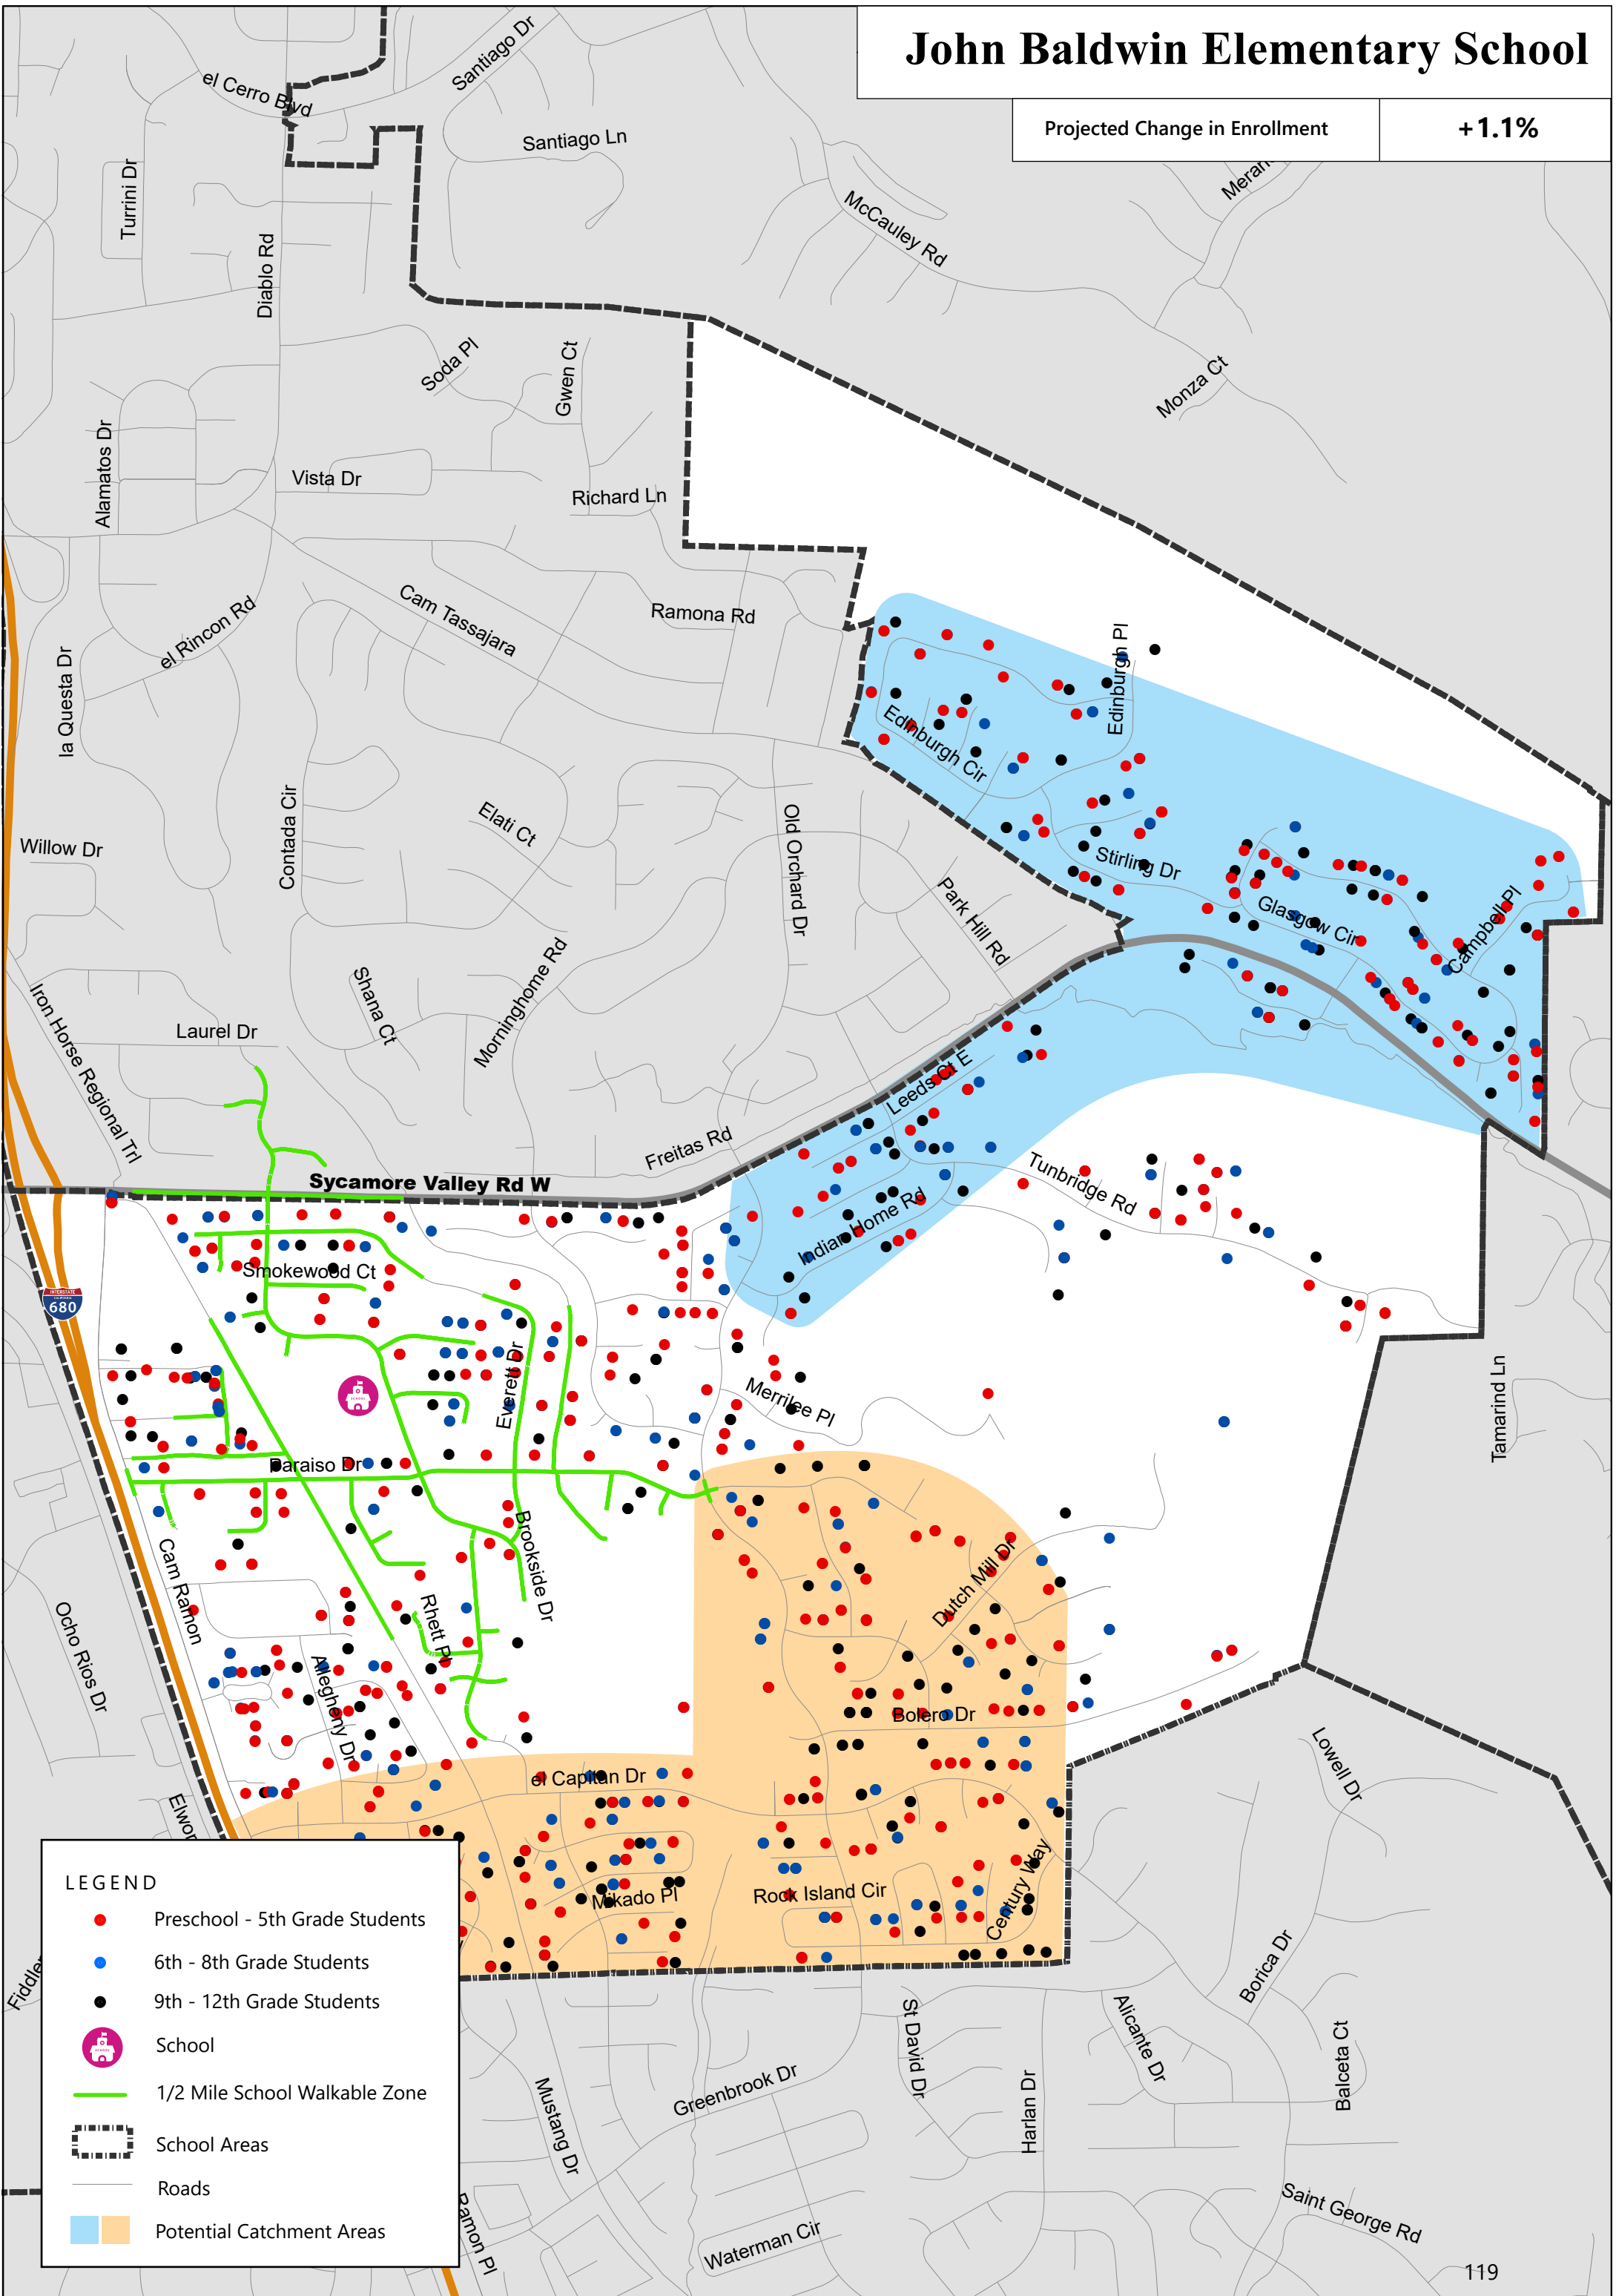 John Baldwin Elementary School
Projected Change in Enrollment
+1.1%
Santiago Dr
el Cerro Blvd
Santiago Ln
Turrini Dr
McCauley Rd
Diablo Rd
Soda Pl
Gwen Ct
Monza Ct
Alamatos Dr
Vista Dr
Richard Ln
Cam Tassajara
Ramona Rd
el Rincon Rd
la Questa Dr
Edinburgh Pl
Edinburgh Cir
Contada Cir
Elati Ct
Old Orchard Dr
Willow Dr
Stirling Dr
Park Hill Rd
Glasgow Cir
Campbell Pl
Shana Ct
Morninghome Rd
Iron Horse Regional Trl
Laurel Dr
Leeds Ct E
Freitas Rd
Sycamore Valley Rd W
Tunbridge Rd
Indian Home Rd
Smokewood Ct
INTERSTATE
CALIFORNIA
680
Everett Dr
SCHOOL
Merrilee Pl
Tamarind Ln
Paraiso Dr
Brookside Dr
Cam Ramon
Dutch Mill Dr
Rhett Pl
Ocho Rios Dr
Allegheny Dr
Bolero Dr
el Capitan Dr
Lowell Dr
Century Way
Mikado Pl
Rock Island Cir
Borica Dr
St David Dr
Alicante Dr
Balceta Ct
Greenbrook Dr
Harlan Dr
Mustang Dr
Saint George Rd
Waterman Cir
LEGEND
Preschool - 5th Grade Students
6th - 8th Grade Students
9th - 12th Grade Students
SCHOOL
School
1/2 Mile School Walkable Zone
School Areas
Roads
Potential Catchment Areas
119